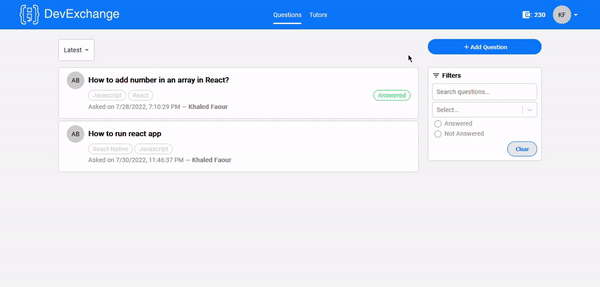 DevExchange
Questions Tutors
230 KF
Latest
+ Add Question
AB How to add number in an array in React?
Javascript React
Answered
Asked on 7/28/2022, 7:10:29 PM — Khaled Faour
AB How to run react app
React Native Javascript
Asked on 7/30/2022, 11:46:37 PM — Khaled Faour
Filters
Search questions...
Select...
Answered
Not Answered
Clear